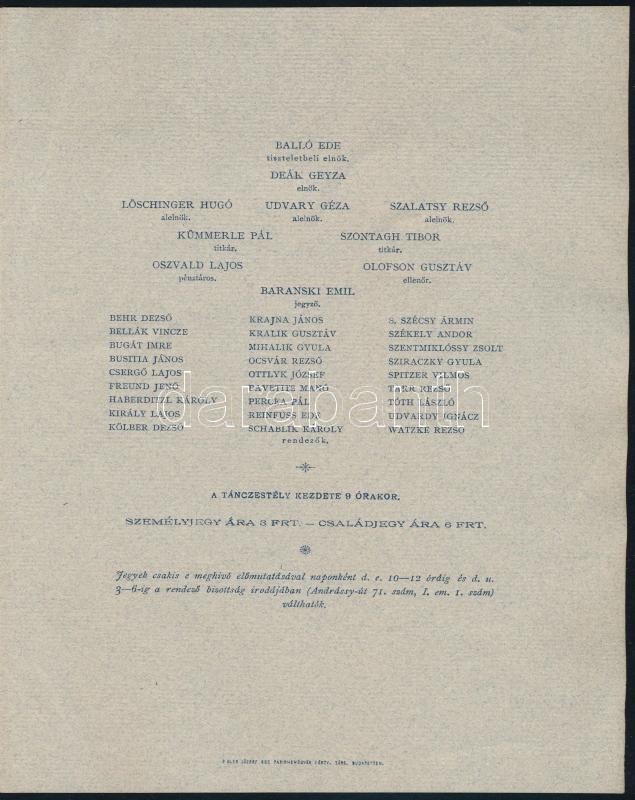 BALLÓ EDE
tiszteletbeli elnök.
DEÁK GEYZA
elnök.
LÖSCHINGER HUGÓ UDVARY GÉZA SZALATSY REZSŐ
alelnök. alelnök. alelnök.
KÜMMERLE PÁL SZONTAGH TIBOR
titkár. titkár.
OSZVALD LAJOS OLOFSON GUSZTÁV
pénztáros. ellenőr.
BARANSKI EMIL
jegyző.
BEHR DEZSŐ KRAJNA JÁNOS S. SZÉCSY ÁRMIN
BELLÁK VINCZE KRALIK GUSZTÁV SZÉKELY ANDOR
BUGÁT IMRE MIHALIK GYULA SZENTMIKLÓSSY ZSOLT
BUSITIA JÁNOS OCSVÁR REZSŐ SZIRACZKY GYULA
CSERGŐ LAJOS OTTLYK JÓZSEF SPITZER VILMOS
FREUND JENŐ MANÓ REZSŐ
HABERDITZL KÁROLY PERCZA PÁL TÓTH LÁSZLÓ
KIRÁLY LAJOS REINFUSS EDE UDVARDY IGNÁCZ
KÖLBER DEZSŐ SCHABLIK KÁROLY WATZKE REZSŐ
rendezők.
A TÁNCZESTÉLY KEZDETE 9 ÓRAKOR.
SZEMÉLYJEGY ÁRA 3 FRT. — CSALÁDJEGY ÁRA 6 FRT.
Jegyek csakis e meghivó előmutatásával naponként d. e. 10—12 óráig és d. u.
3—6-ig a rendező bizottság irodájában (Andrássy-út 71. szám, I. em. 1. szám)
válthatók.
darabanth